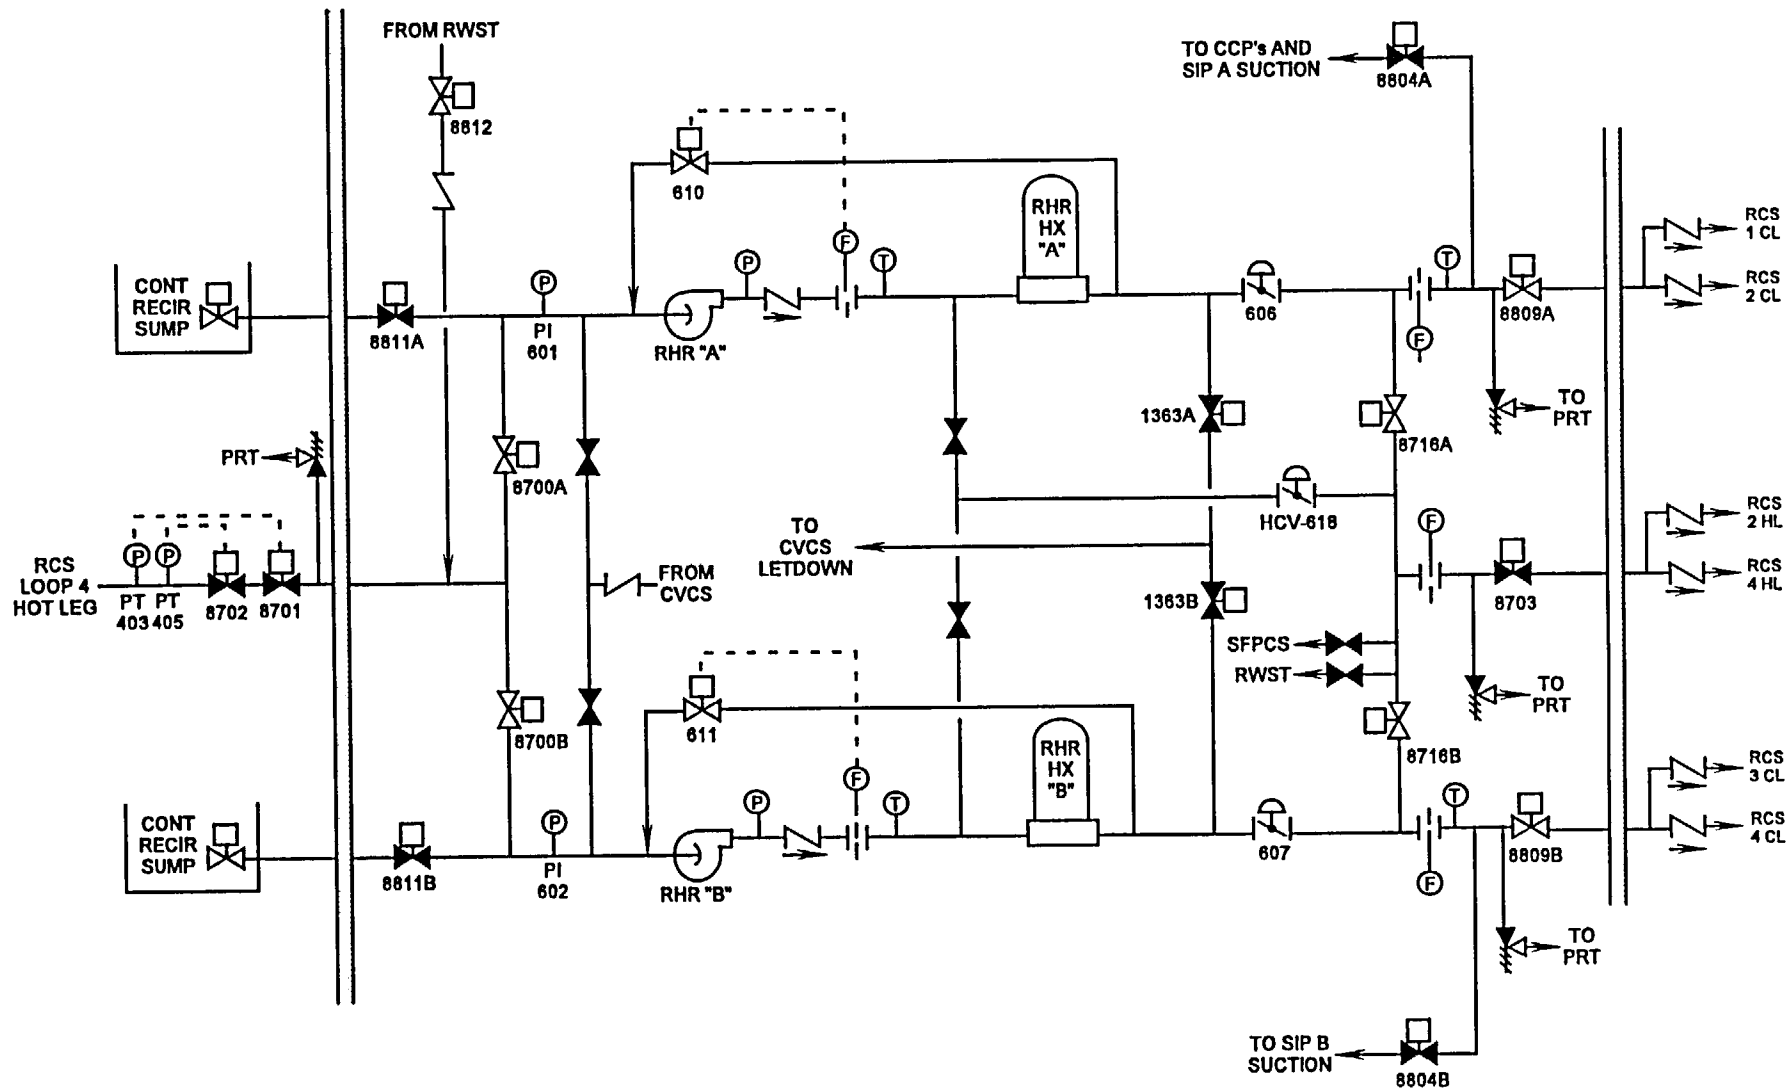 FROM RWST
8812
TO CCP's AND
SIP A SUCTION
8804A
610
F
P
T
RHR
HX
"A"
CONT
RECIR
SUMP
8811A
P
PI
601
RHR "A"
606
F
T
8809A
RCS
1 CL
RCS
2 CL
TO
PRT
1363A
8716A
PRT
8700A
HCV-618
TO
CVCS
LETDOWN
F
RCS
2 HL
RCS
4 HL
RCS
LOOP 4
HOT LEG
P
P
PT
403
PT
405
8702
8701
FROM
CVCS
1363B
8703
SFPCS
RWST
TO
PRT
8700B
611
8716B
RHR
HX
"B"
F
P
T
CONT
RECIR
SUMP
8811B
P
PI
602
RHR "B"
607
F
T
8809B
RCS
3 CL
RCS
4 CL
TO
PRT
TO SIP B
SUCTION
8804B